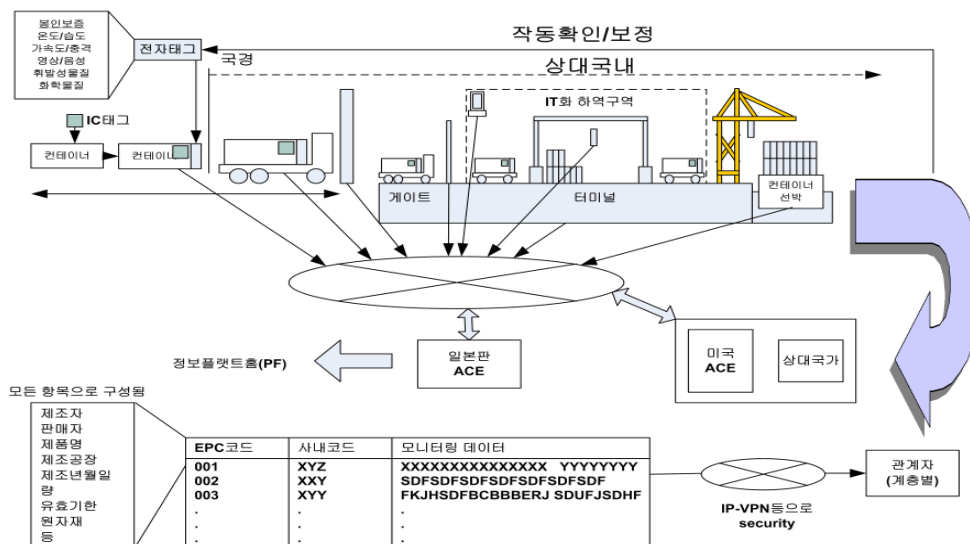 봉인보증
온도/습도
가속도/충격
영상/음성
휘발성물질
화학물질
전자태그
작동확인/보정
국경
상대국내
IC태그
컨테이너
컨테이너
IT화 하역구역
게이트
터미널
컨테이너
선박
정보플랫트홈(PF)
일본판
ACE
미국
ACE
상대국가
모든 항목으로 구성됨
제조자
판매자
제품명
제조공장
제조년월일
량
유효기한
원자재
등
EPC코드 사내코드 모니터링 데이터
001 XYZ XXXXXXXXXXXXXXX YYYYYYYY
002 XXY SDFSDFSDFSDFSDFSDFSDF
003 XYY FKJHSDFBCBBBERJ SDUFJSDHF
. . .
. . .
. . .
IP-VPN등으로
security
관계자
(계층별)